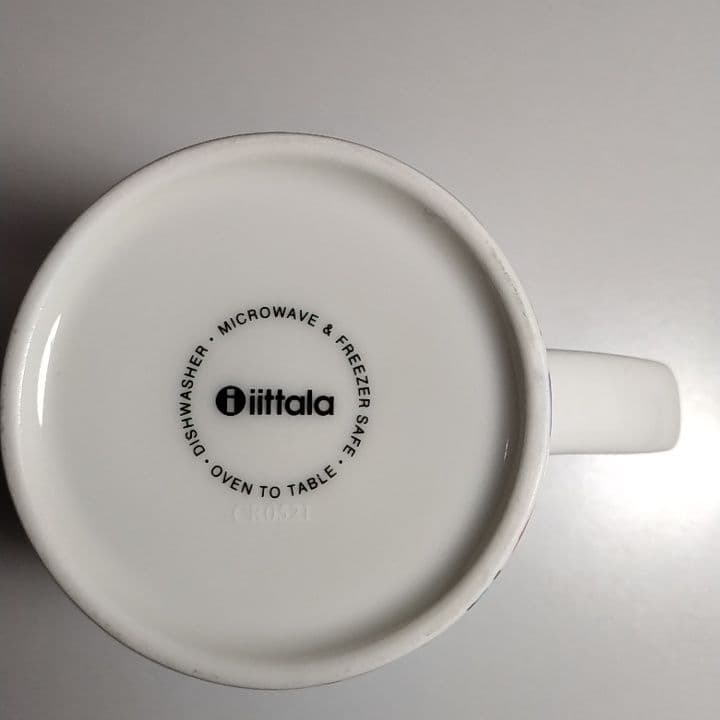 DISHWASHER · MICROWAVE & FREEZER SAFE · OVEN TO TABLE ·
i iittala